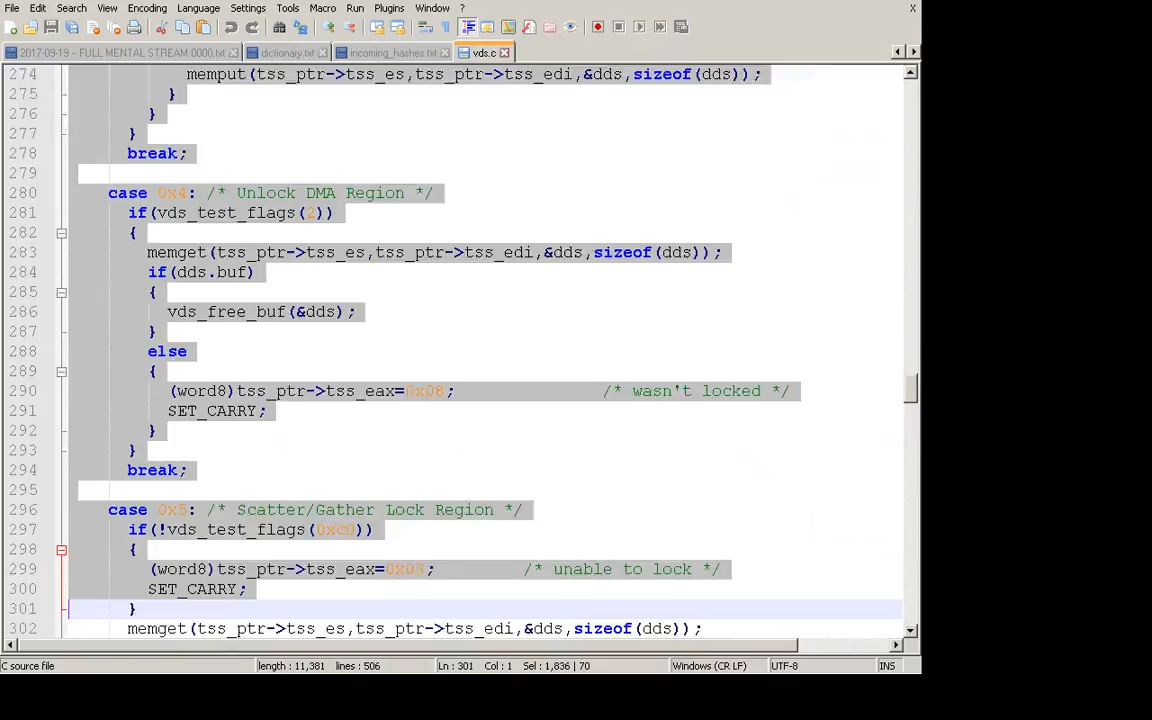 File Edit Search View Encoding Language Settings Tools Macro Run Plugins Window ? X
2017-09-19 – FULL MENTAL STREAM 0000.txt dictionary.txt incoming_hashes.txt vds.c
274 memput(tss_ptr->tss_es,tss_ptr->tss_edi,&dds,sizeof(dds));
275 }
276 }
277 }
278 break;
279
280 case 0x4: /* Unlock DMA Region */
281 if(vds_test_flags(2))
282 {
283 memget(tss_ptr->tss_es,tss_ptr->tss_edi,&dds,sizeof(dds));
284 if(dds.buf)
285 {
286 vds_free_buf(&dds);
287 }
288 else
289 {
290 (word8)tss_ptr->tss_eax=0x08; /* wasn't locked */
291 SET_CARRY;
292 }
293 }
294 break;
295
296 case 0x5: /* Scatter/Gather Lock Region */
297 if(!vds_test_flags(0xc0))
298 {
299 (word8)tss_ptr->tss_eax=0x03; /* unable to lock */
300 SET_CARRY;
301 }
302 memget(tss_ptr->tss_es,tss_ptr->tss_edi,&dds,sizeof(dds));
C source file length : 11,381 lines : 506 Ln : 301 Col : 1 Sel : 1,836 | 70 Windows (CR LF) UTF-8 INS